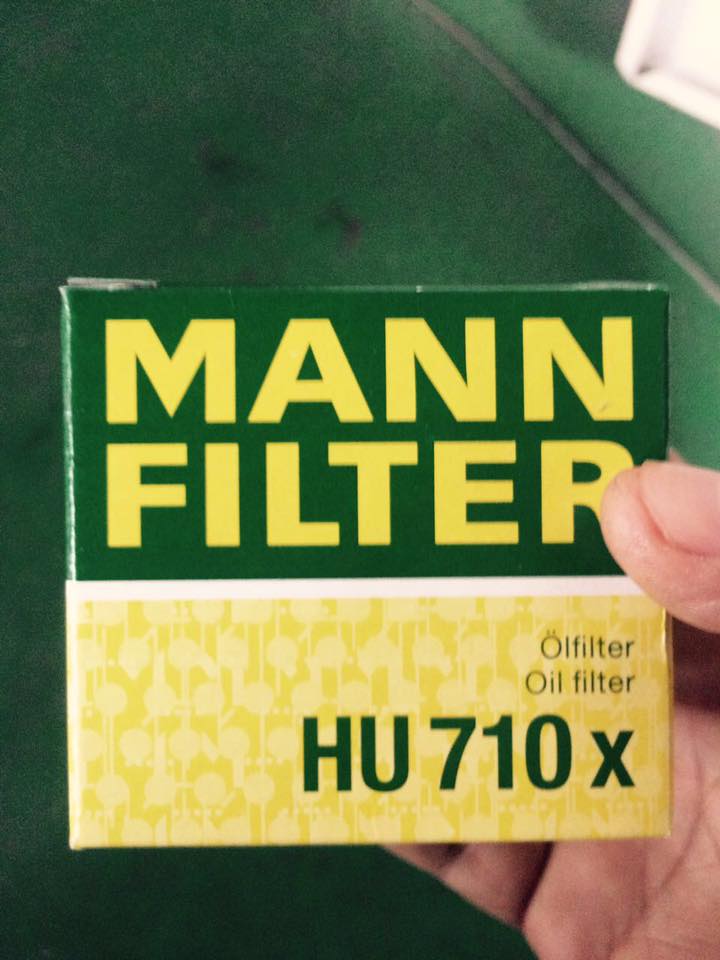 MANN
FILTER
Ölfilter
Oil filter
HU 710 x